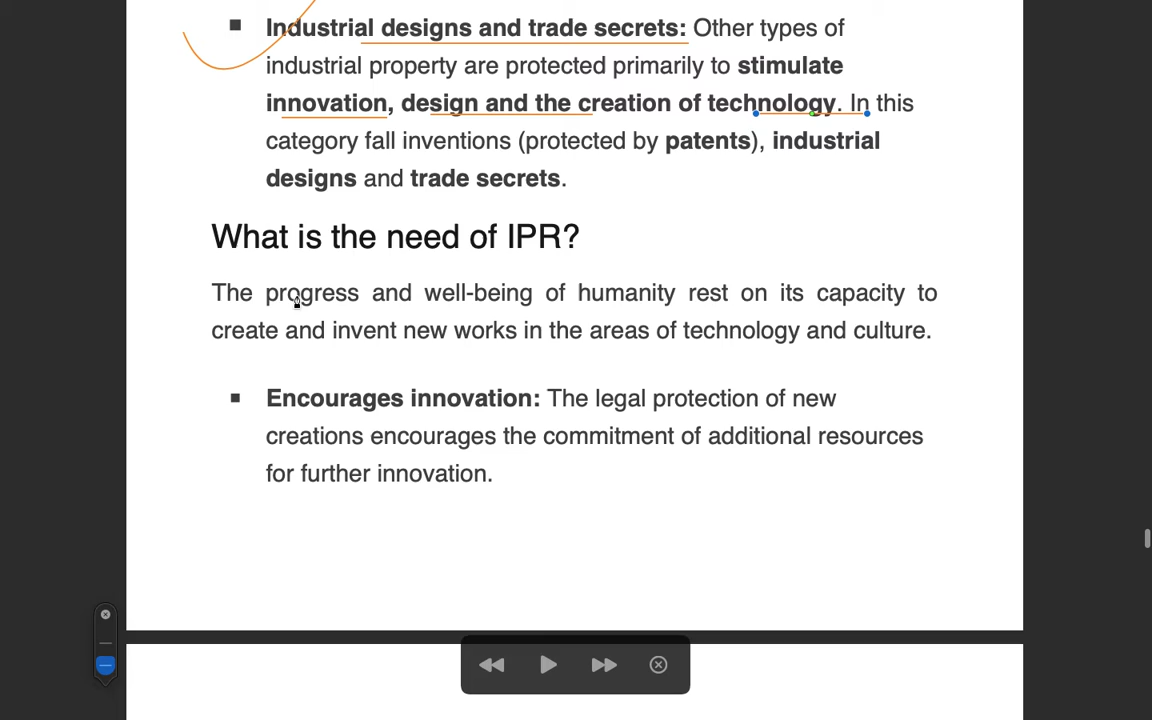 Industrial designs and trade secrets: Other types of
industrial property are protected primarily to stimulate
innovation, design and the creation of technology. In this
category fall inventions (protected by patents), industrial
designs and trade secrets.
What is the need of IPR?
The progress and well-being of humanity rest on its capacity to
create and invent new works in the areas of technology and culture.
Encourages innovation: The legal protection of new
creations encourages the commitment of additional resources
for further innovation.